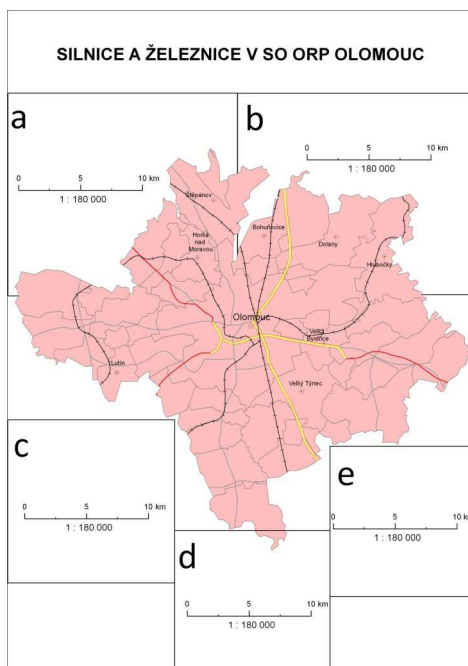 SILNICE A ŽELEZNICE V SO ORP OLOMOUC
a
0 5 10 km
1 : 180 000
b
0 5 10 km
1 : 180 000
Štěpánov
Bohuňovice
Horka
nad
Moravou
Dolany
Hlubočky
Olomouc
Velká
Bystřice
Lutín
Velký Týnec
c
0 5 10 km
1 : 180 000
e
0 5 10 km
1 : 180 000
d
0 5 10 km
1 : 180 000